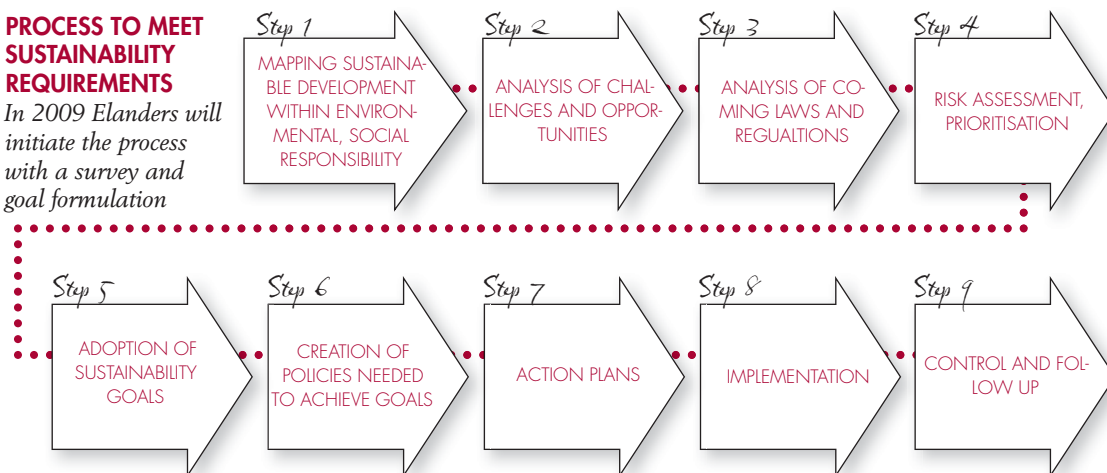 PROCESS TO MEET
SUSTAINABILITY
REQUIREMENTS
In 2009 Elanders will
initiate the process
with a survey and
goal formulation
Step 1
MAPPING SUSTAINA-
BLE DEVELOPMENT
WITHIN ENVIRON-
MENTAL, SOCIAL
RESPONSIBILITY
Step 2
ANALYSIS OF CHAL-
LENGES AND OPPOR-
TUNITIES
Step 3
ANALYSIS OF CO-
MING LAWS AND
REGUALTIONS
Step 4
RISK ASSESSMENT,
PRIORITISATION
Step 5
ADOPTION OF
SUSTAINABILITY
GOALS
Step 6
CREATION OF
POLICIES NEEDED
TO ACHIEVE GOALS
Step 7
ACTION PLANS
Step 8
IMPLEMENTATION
Step 9
CONTROL AND FOL-
LOW UP